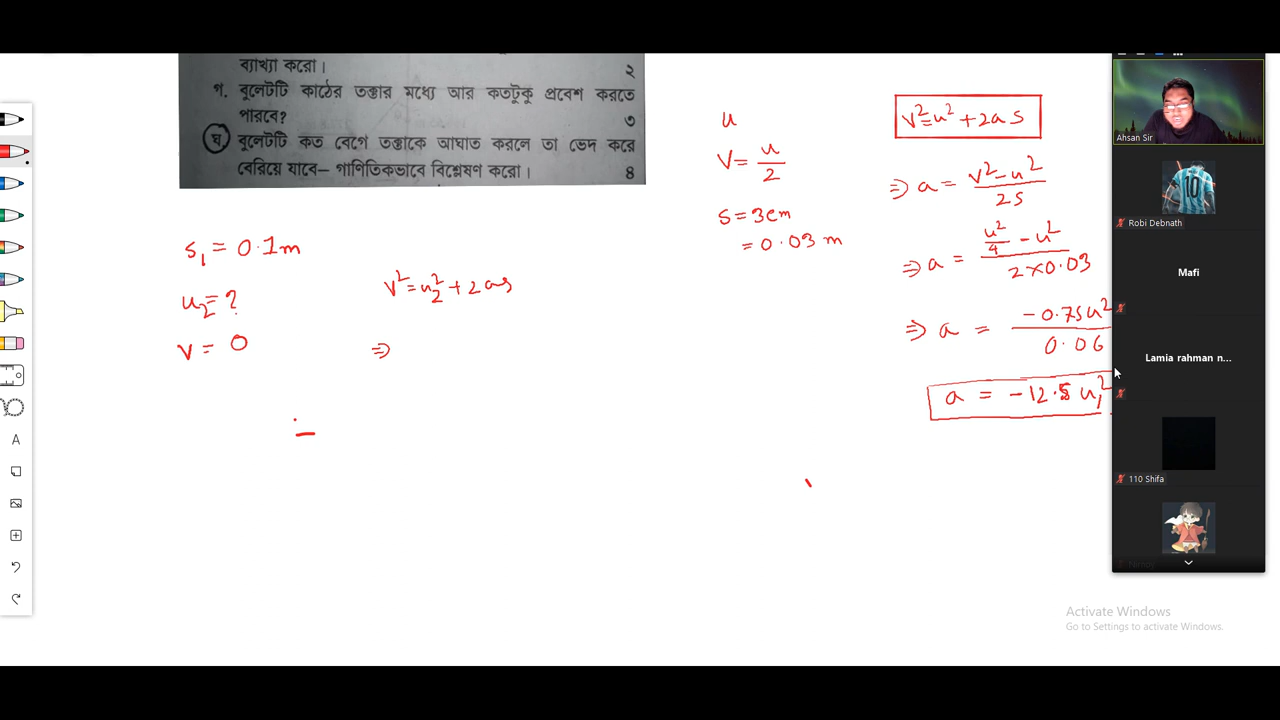 ব্যাখ্যা করো। ২
গ. বুলেটটি কাঠের তক্তার মধ্যে আর কতটুকু প্রবেশ করতে
পারবে? ৩
ঘ. বুলেটটি কত বেগে তক্তাকে আঘাত করলে তা ভেদ করে
বেরিয়ে যাবে– গাণিতিকভাবে বিশ্লেষণ করো। ৪
s₁ = 0.1m
u₂ = ?
v = 0
v² = u₂² + 2as
⇒
u
v = u/2
s = 3cm
= 0.03 m
v² = u² + 2as
⇒ a = (v² – u²)/2s
⇒ a = (u²/4 – u²)/(2×0.03)
⇒ a = –0.75u²/0.06
a = –12.5 u₁²
Ahsan Sir
Robi Debnath
Mafi
Lamia rahman n...
110 Shifa
A
Activate Windows
Go to Settings to activate Windows.